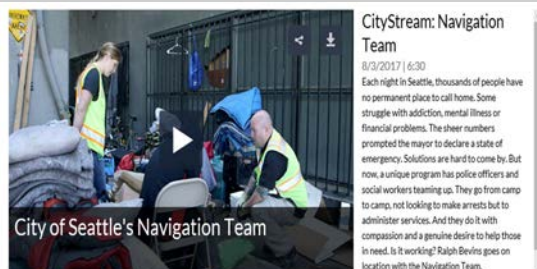 City of Seattle's Navigation Team
CityStream: Navigation
Team
8/3/2017 | 6:30
Each night in Seattle, thousands of people have
no permanent place to call home. Some
struggle with addiction, mental illness or
financial problems. The sheer numbers
prompted the mayor to declare a state of
emergency. Solutions are hard to come by. But
now, a unique program has police officers and
social workers teaming up. They go from camp
to camp, not looking to make arrests but to
administer services. And they do it with
compassion and a genuine desire to help those
in need. Is it working? Ralph Bevins goes on
location with the Navigation Team.